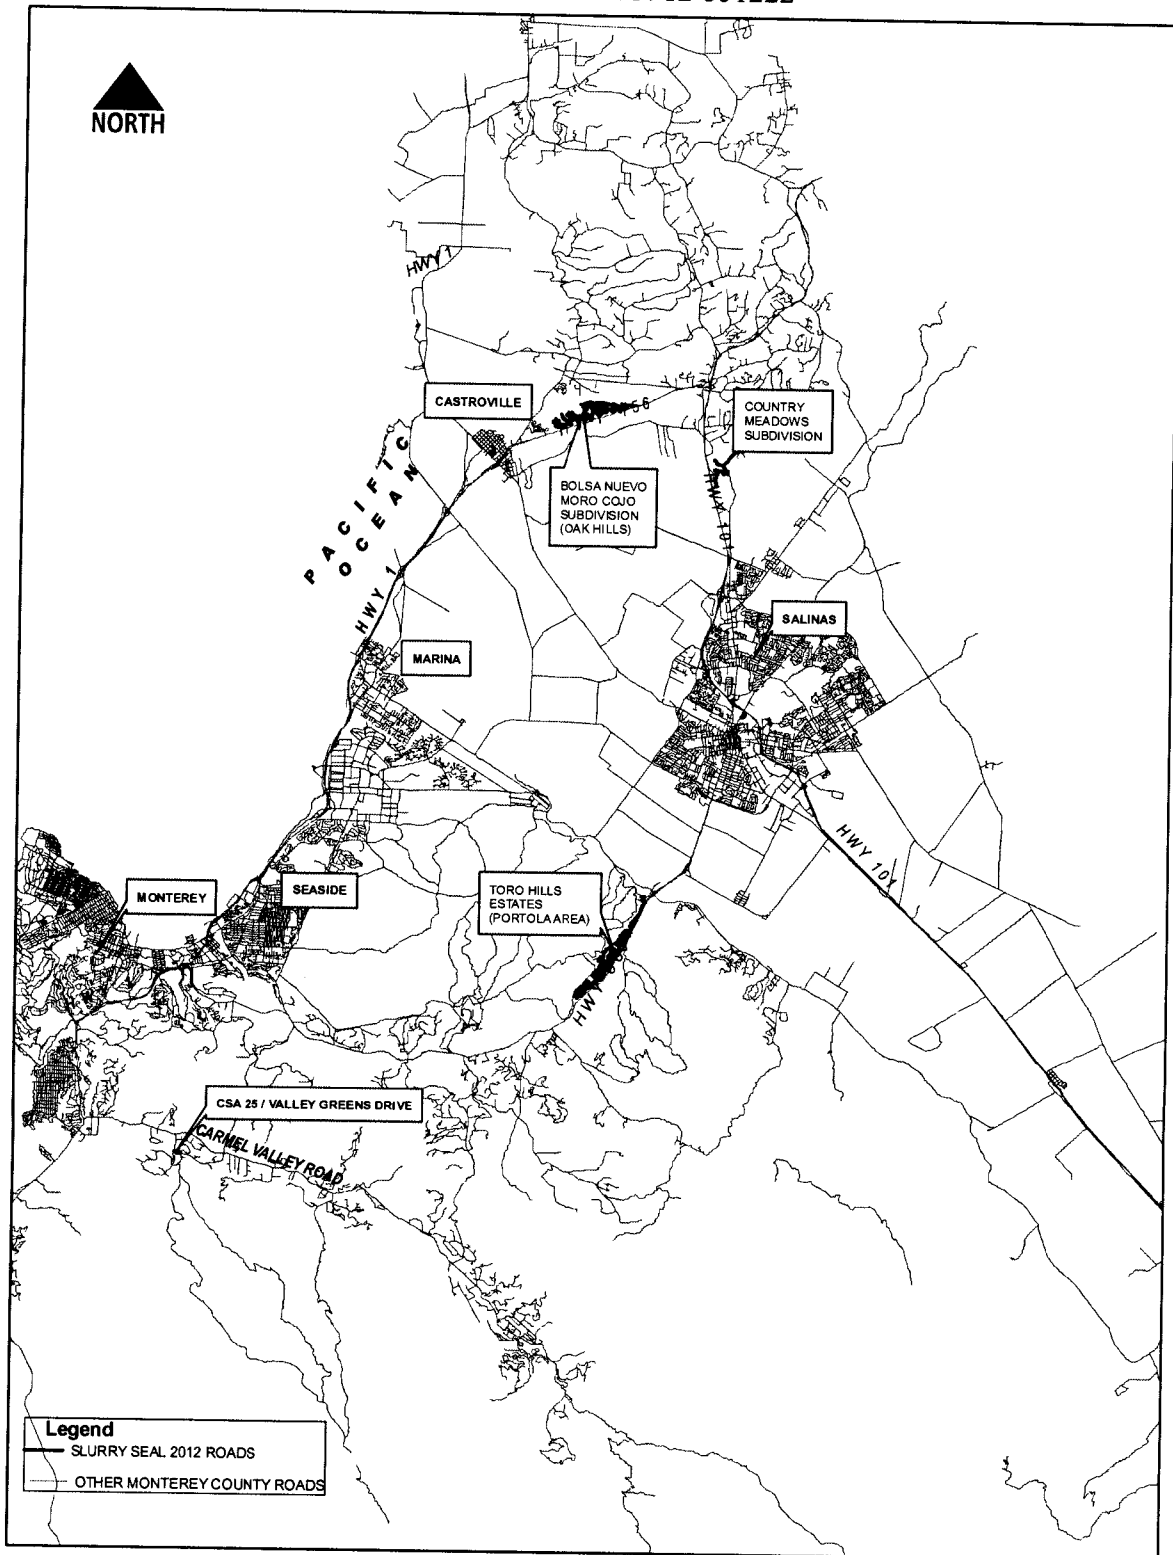 NORTH
HWY 1
CASTROVILLE
COUNTRY
MEADOWS
SUBDIVISION
BOLSA NUEVO
MORO COJO
SUBDIVISION
(OAK HILLS)
HWY 101
PACIFIC
OCEAN
HWY 1
SALINAS
MARINA
HWY 101
MONTEREY
SEASIDE
TORO HILLS
ESTATES
(PORTOLA AREA)
HWY
CSA 25 / VALLEY GREENS DRIVE
CARMEL VALLEY ROAD
Legend
SLURRY SEAL 2012 ROADS
OTHER MONTEREY COUNTY ROADS